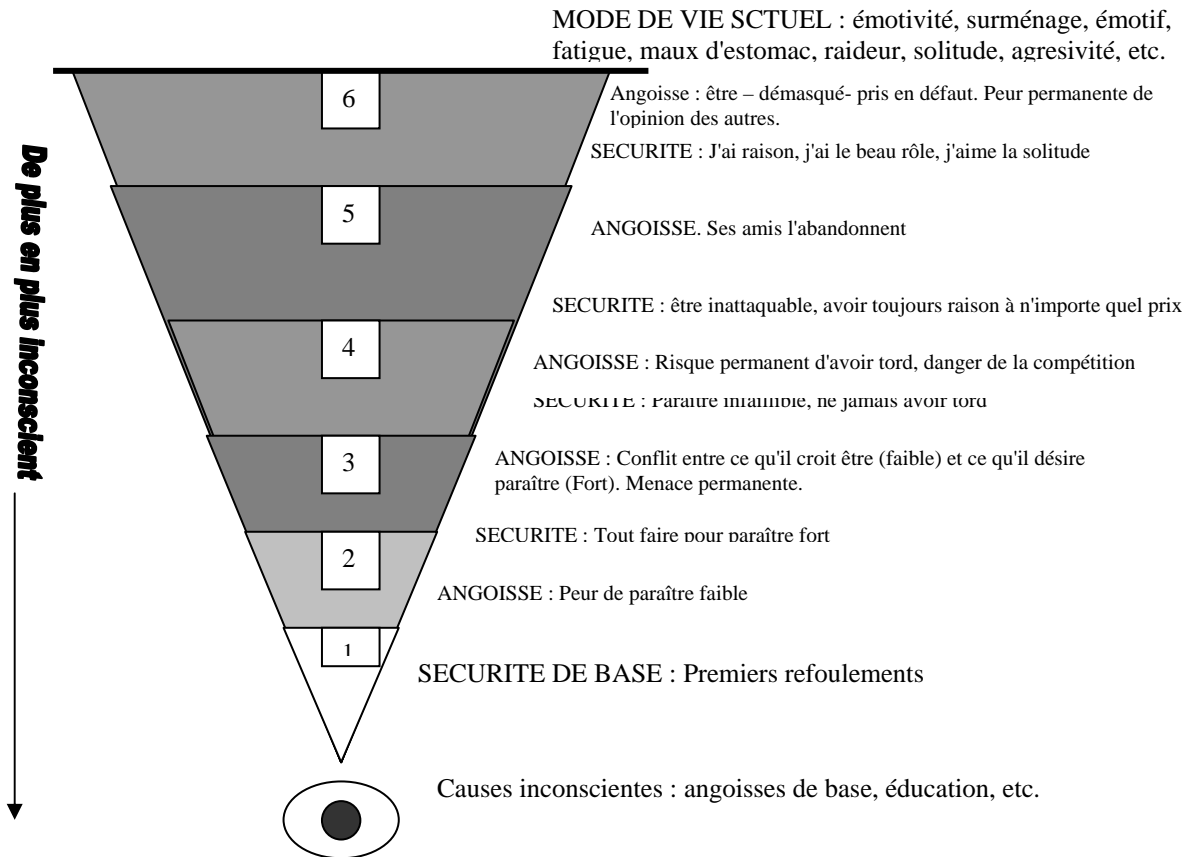 MODE DE VIE SCTUEL : émotivité, surménage, émotif,
fatigue, maux d'estomac, raideur, solitude, agresivité, etc.
6
Angoisse : être – démasqué- pris en défaut. Peur permanente de
l'opinion des autres.
SECURITE : J'ai raison, j'ai le beau rôle, j'aime la solitude
De plus en plus inconscient
5
ANGOISSE. Ses amis l'abandonnent
SECURITE : être inattaquable, avoir toujours raison à n'importe quel prix
4
ANGOISSE : Risque permanent d'avoir tord, danger de la compétition
SECURITE : Paraître infaillible, ne jamais avoir tord
3
ANGOISSE : Conflit entre ce qu'il croit être (faible) et ce qu'il désire
paraître (Fort). Menace permanente.
SECURITE : Tout faire pour paraître fort
2
ANGOISSE : Peur de paraître faible
1
SECURITE DE BASE : Premiers refoulements
Causes inconscientes : angoisses de base, éducation, etc.